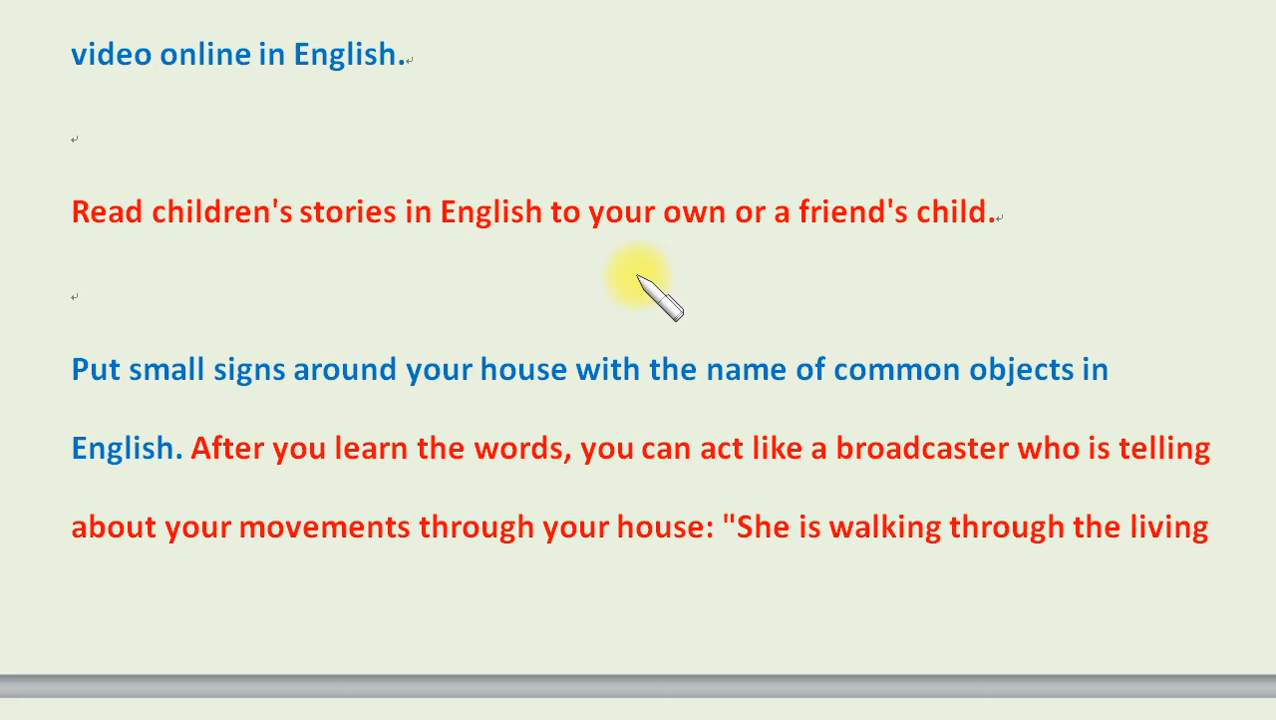 video online in English.
Read children's stories in English to your own or a friend's child.
Put small signs around your house with the name of common objects in
English. After you learn the words, you can act like a broadcaster who is telling
about your movements through your house: "She is walking through the living